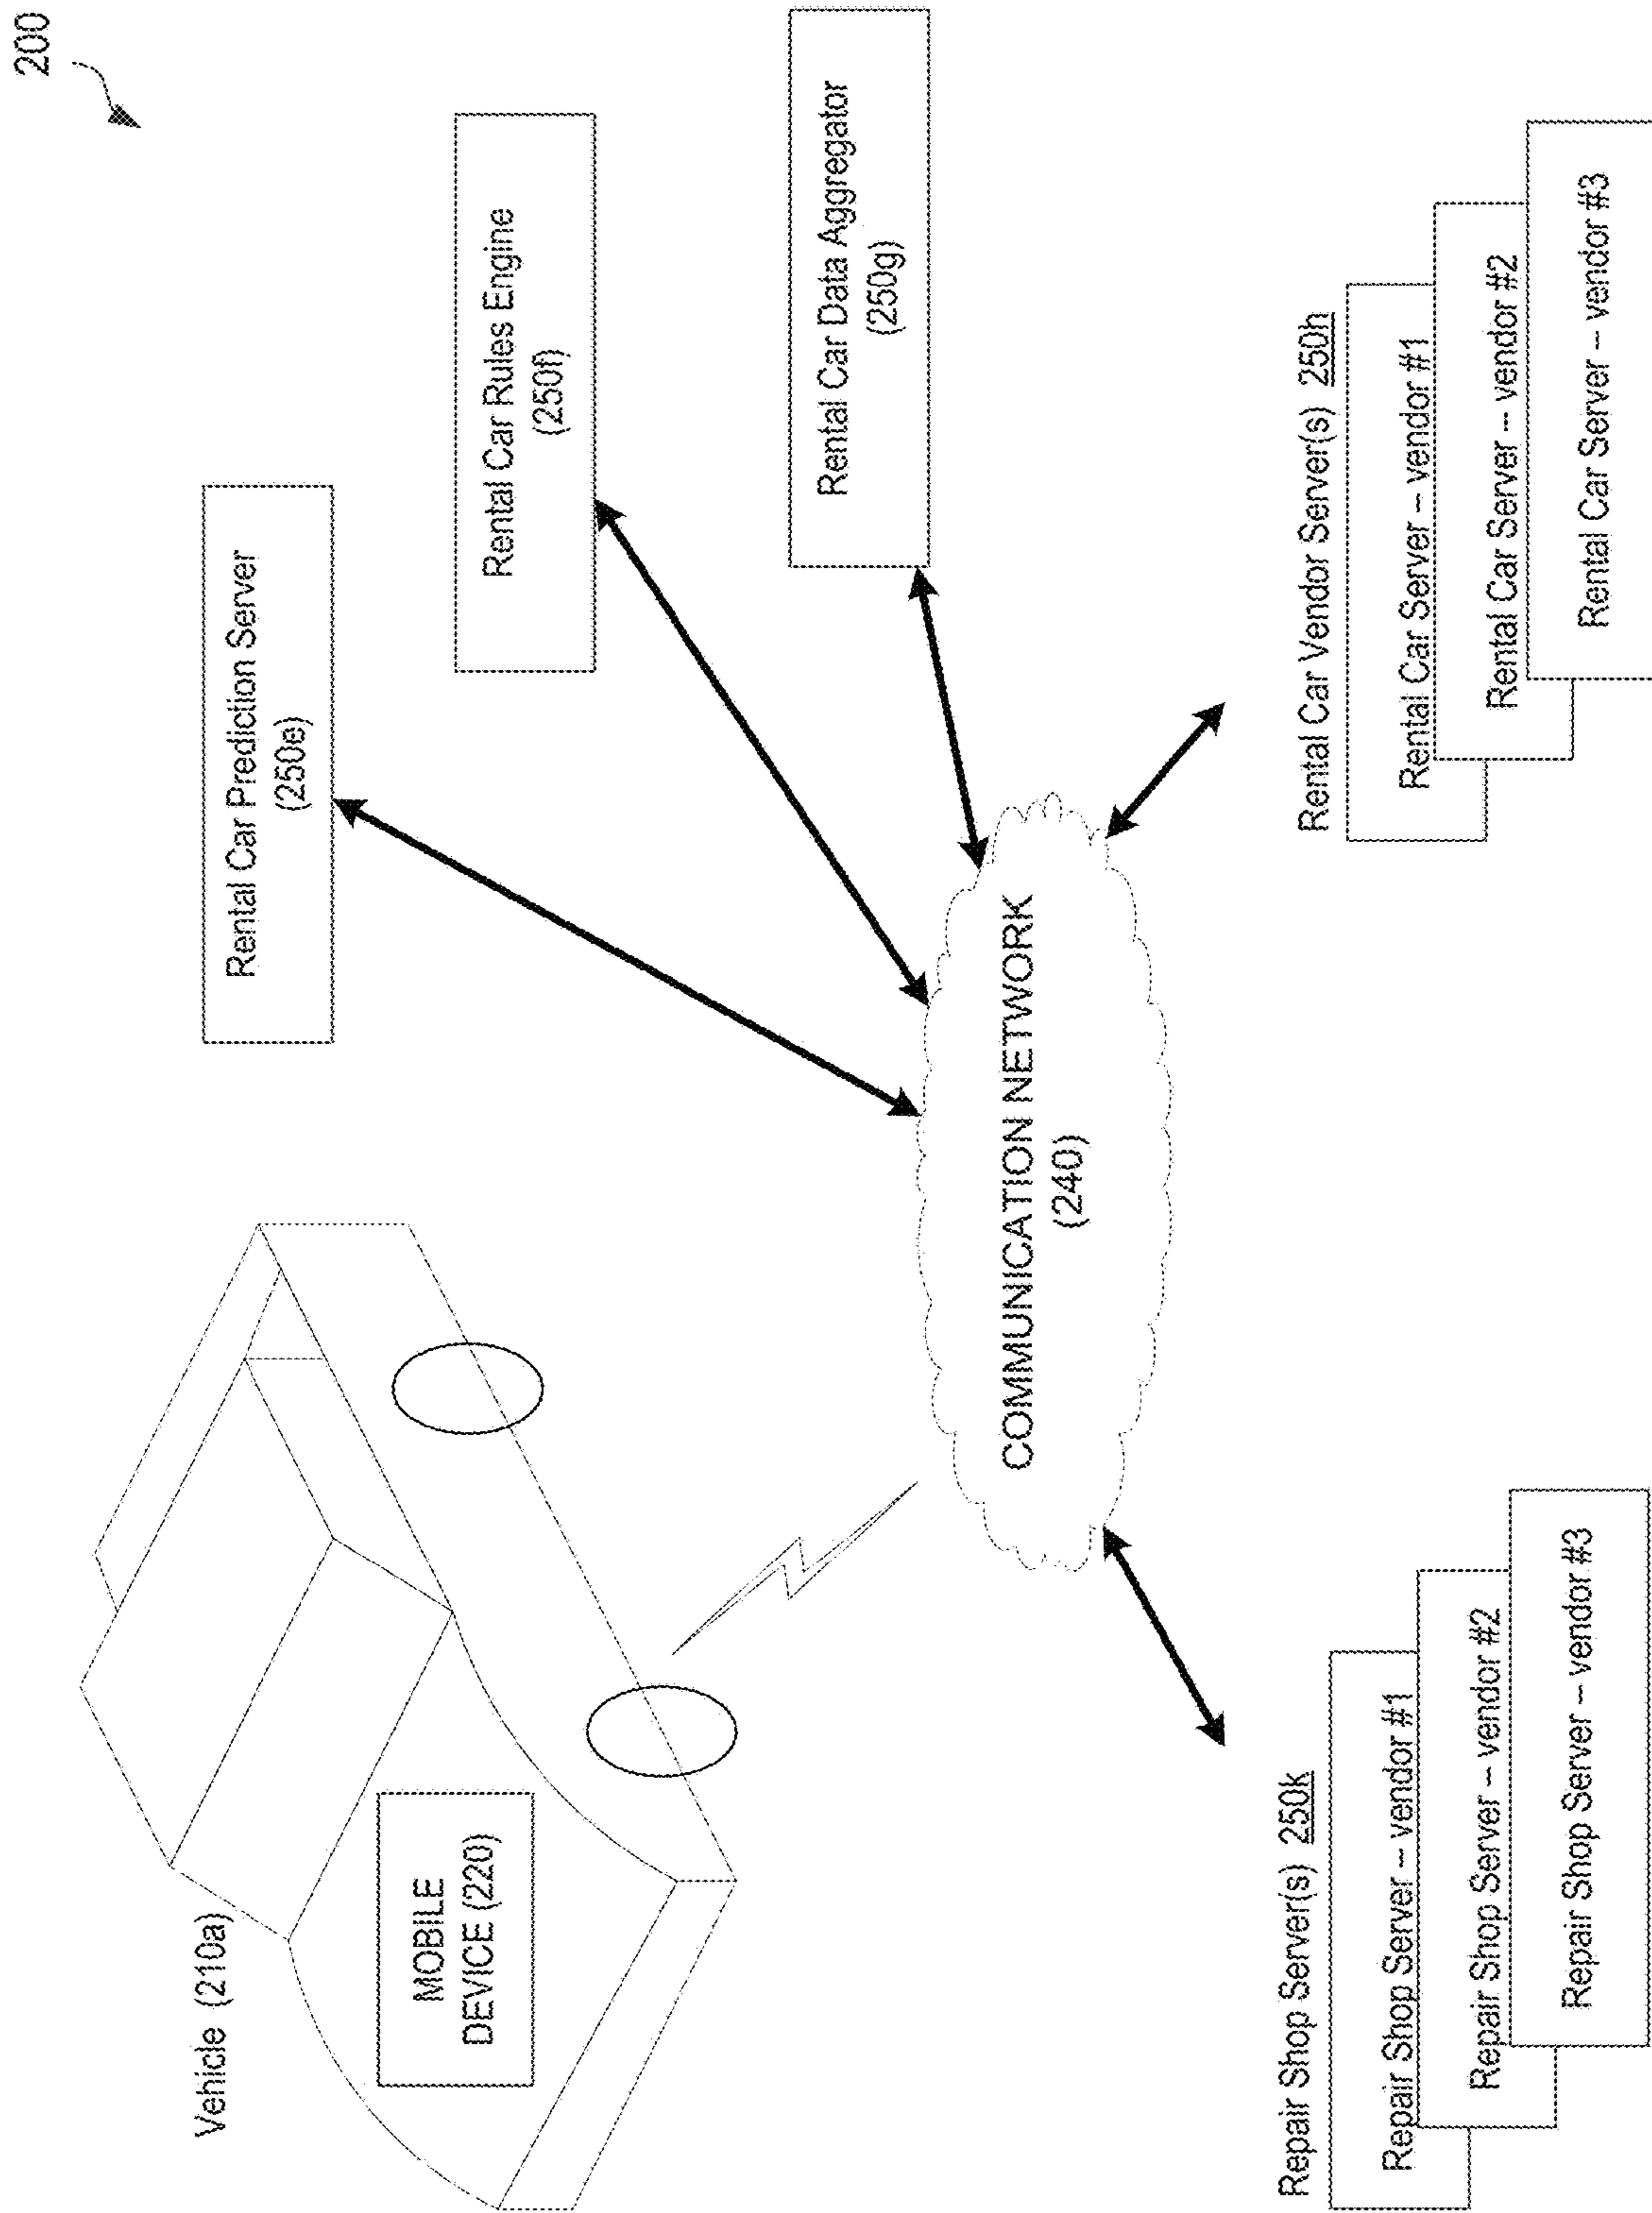 200
Vehicle (210a)
MOBILE
DEVICE (220)
Rental Car Prediction Server
(250e)
Rental Car Rules Engine
(250f)
Rental Car Data Aggregator
(250g)
COMMUNICATION NETWORK
(240)
Repair Shop Server(s) 250k
Repair Shop Server – vendor #1
Repair Shop Server – vendor #2
Repair Shop Server – vendor #3
Rental Car Vendor Server(s) 250h
Rental Car Server – vendor #1
Rental Car Server – vendor #2
Rental Car Server – vendor #3